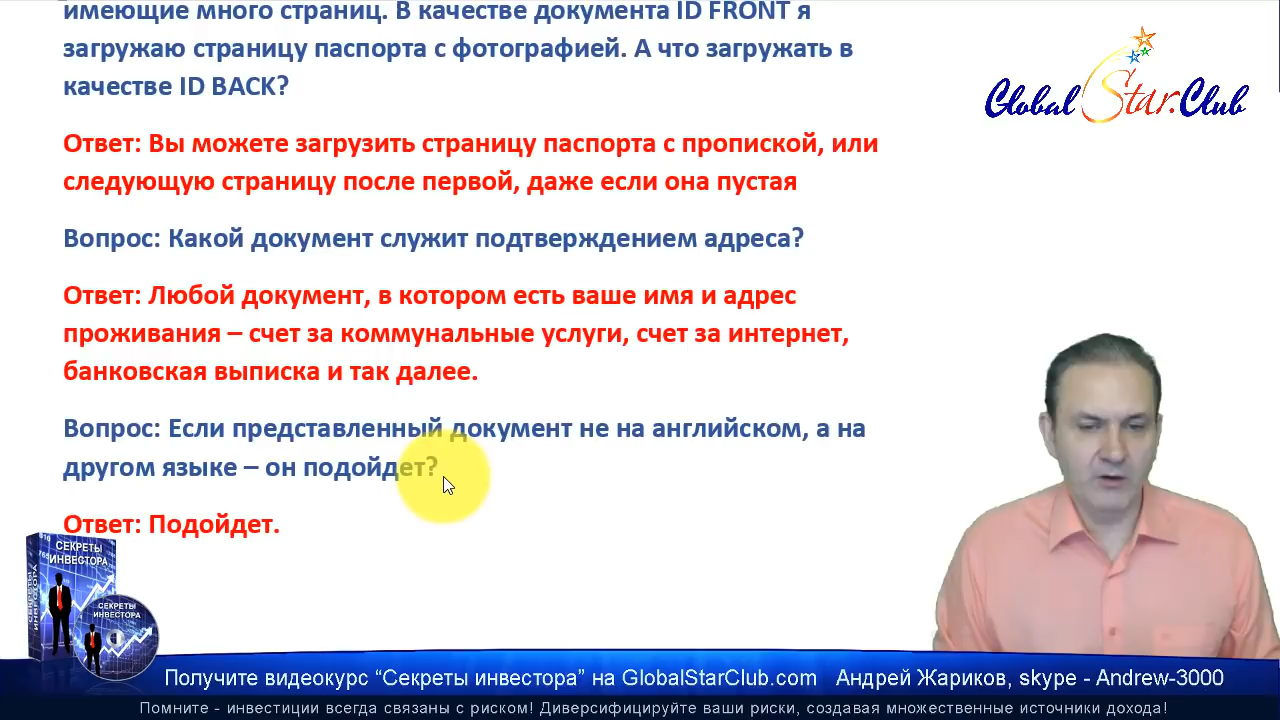 имеющие много страниц. В качестве документа ID FRONT я
загружаю страницу паспорта с фотографией. А что загружать в
качестве ID BACK?
Ответ: Вы можете загрузить страницу паспорта с пропиской, или
следующую страницу после первой, даже если она пустая
Вопрос: Какой документ служит подтверждением адреса?
Ответ: Любой документ, в котором есть ваше имя и адрес
проживания – счет за коммунальные услуги, счет за интернет,
банковская выписка и так далее.
Вопрос: Если представленный документ не на английском, а на
другом языке – он подойдет?
Ответ: Подойдет.
Global Star.Club
СЕКРЕТЫ
ИНВЕСТОРА
СЕКРЕТЫ
ИНВЕСТОРА
Получите видеокурс “Секреты инвестора” на GlobalStarClub.com Андрей Жариков, skype - Andrew-3000
Помните - инвестиции всегда связаны с риском! Диверсифицируйте ваши риски, создавая множественные источники дохода!